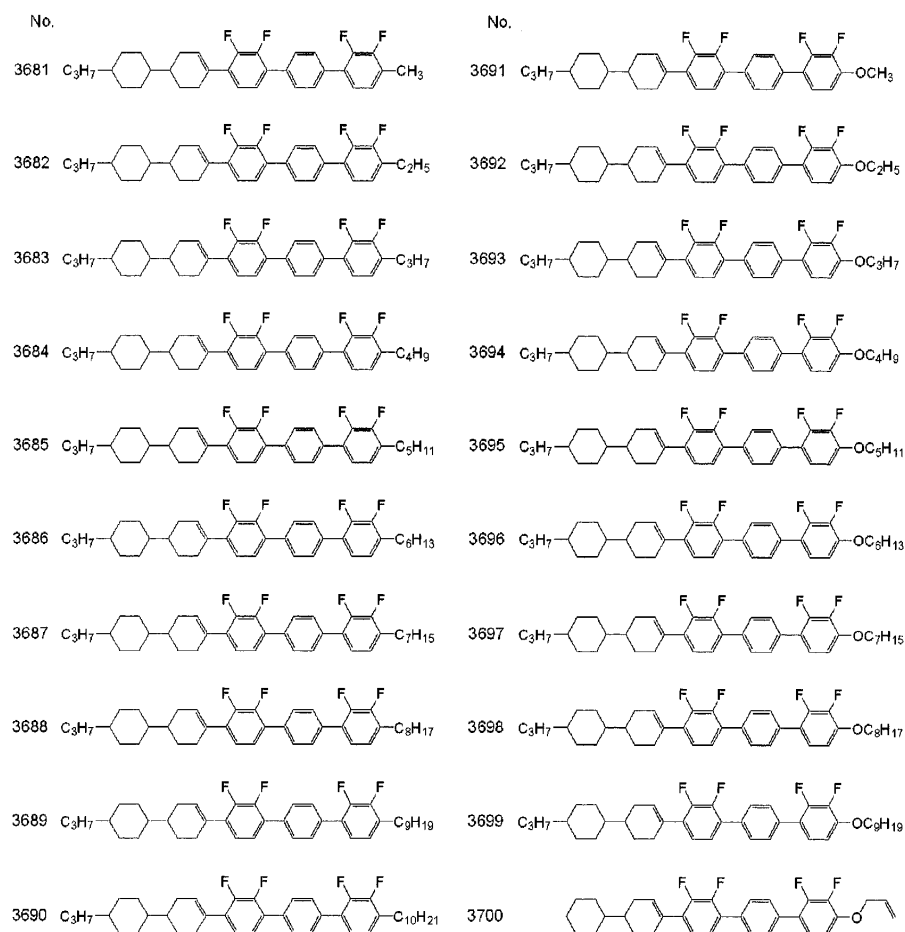 No.
No.
F F F F
3681 C3H7 CH3
F F F F
3691 C3H7 OCH3
F F F F
3682 C3H7 C2H5
F F F F
3692 C3H7 OC2H5
F F F F
3683 C3H7 C3H7
F F F F
3693 C3H7 OC3H7
F F F F
3684 C3H7 C4H9
F F F F
3694 C3H7 OC4H9
F F F F
3685 C3H7 C5H11
F F F F
3695 C3H7 OC5H11
F F F F
3686 C3H7 C6H13
F F F F
3696 C3H7 OC6H13
F F F F
3687 C3H7 C7H15
F F F F
3697 C3H7 OC7H15
F F F F
3688 C3H7 C8H17
F F F F
3698 C3H7 OC8H17
F F F F
3689 C3H7 C9H19
F F F F
3699 C3H7 OC9H19
F F F F
3690 C3H7 C10H21
F F F F
3700 O